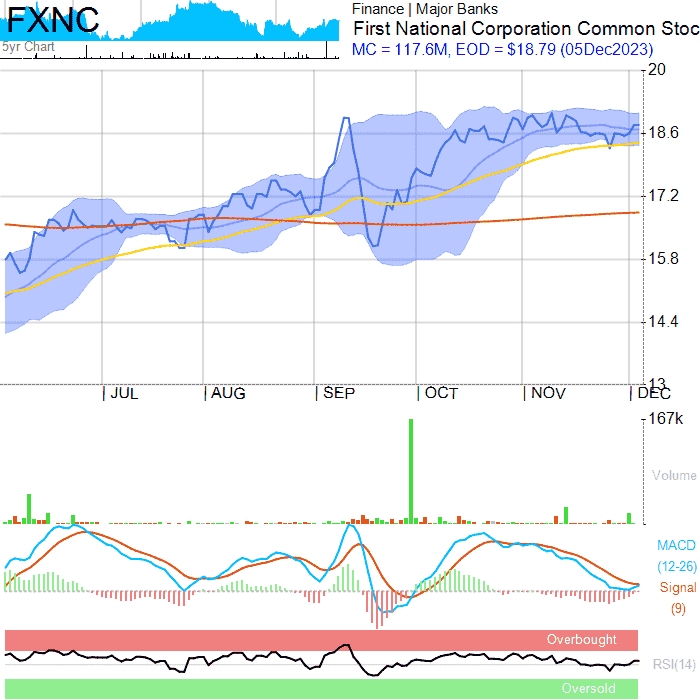 FXNC
5yr Chart
Finance | Major Banks
First National Corporation Common Stoc
MC = 117.6M, EOD = $18.79 (05Dec2023)
20
18.6
17.2
15.8
14.4
13
JUL AUG SEP OCT NOV DEC
167k
Volume
MACD
(12-26)
Signal
(9)
Overbought
RSI(14)
Oversold